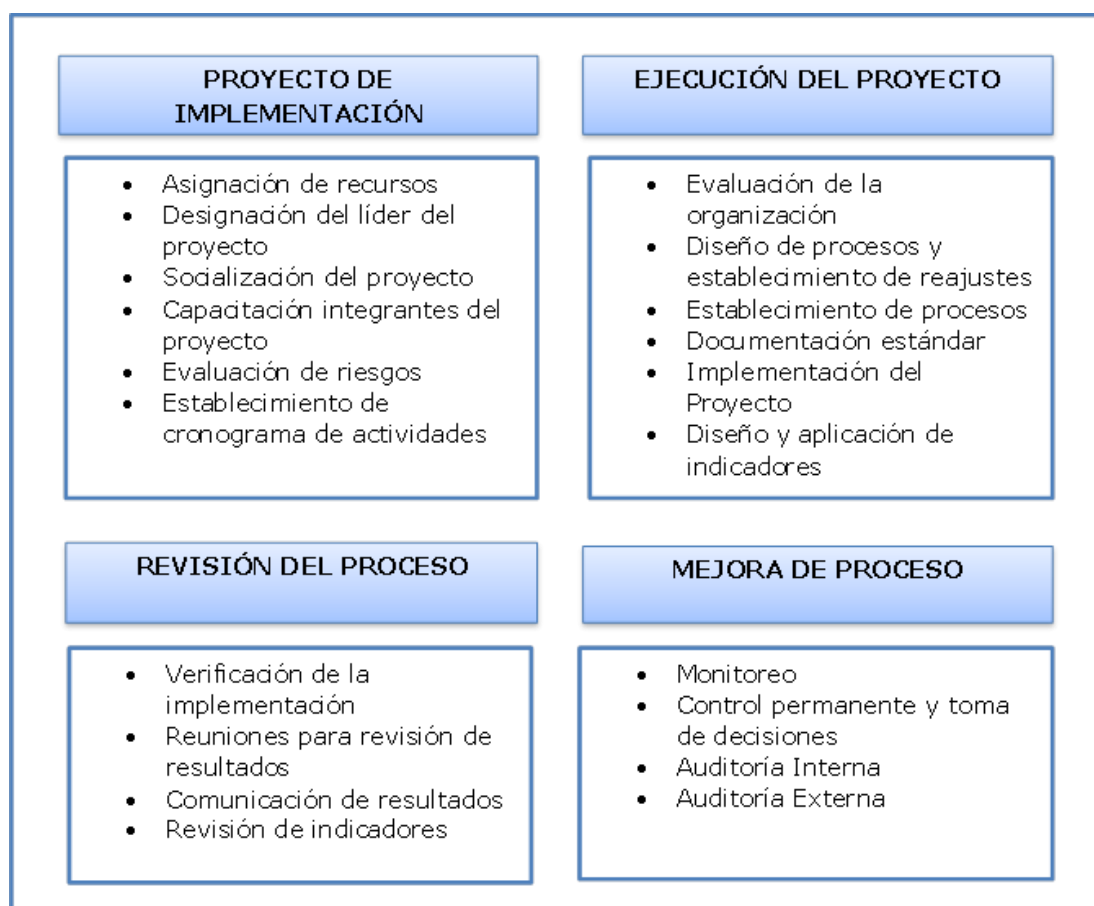 PROYECTO DE
IMPLEMENTACIÓN
• Asignación de recursos
• Designación del líder del
proyecto
• Socialización del proyecto
• Capacitación integrantes del
proyecto
• Evaluación de riesgos
• Establecimiento de
cronograma de actividades
EJECUCIÓN DEL PROYECTO
• Evaluación de la
organización
• Diseño de procesos y
establecimiento de reajustes
• Establecimiento de procesos
• Documentación estándar
• Implementación del
Proyecto
• Diseño y aplicación de
indicadores
REVISIÓN DEL PROCESO
• Verificación de la
implementación
• Reuniones para revisión de
resultados
• Comunicación de resultados
• Revisión de indicadores
MEJORA DE PROCESO
• Monitoreo
• Control permanente y toma
de decisiones
• Auditoría Interna
• Auditoría Externa